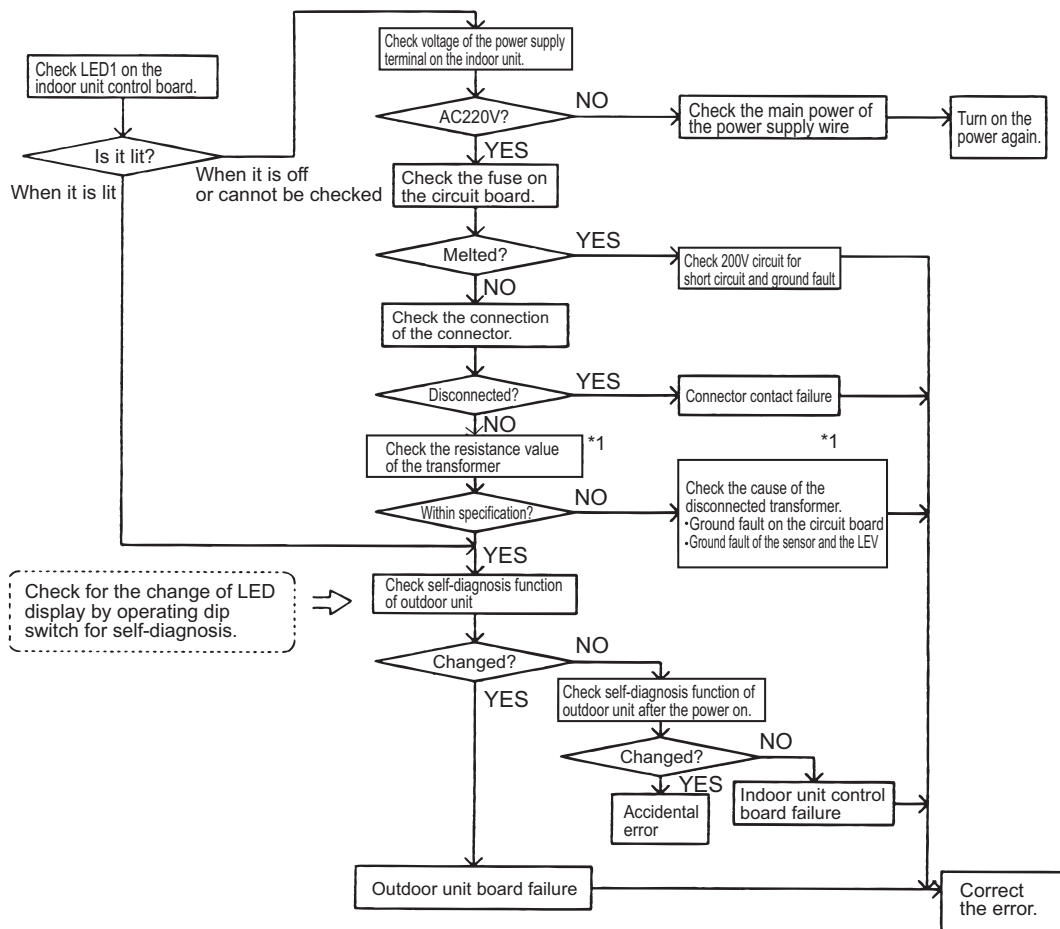 Check LED1 on the
indoor unit control board.
Is it lit?
When it is lit
When it is off
or cannot be checked
Check voltage of the power supply
terminal on the indoor unit.
AC220V?
NO
Check the main power of
the power supply wire
Turn on the
power again.
YES
Check the fuse on
the circuit board.
Melted?
YES
Check 200V circuit for
short circuit and ground fault
NO
Check the connection
of the connector.
Disconnected?
YES
Connector contact failure
NO
Check the resistance value
of the transformer
*1
*1
Within specification?
NO
Check the cause of the
disconnected transformer.
•Ground fault on the circuit board
•Ground fault of the sensor and the LEV
YES
Check for the change of LED
display by operating dip
switch for self-diagnosis.
Check self-diagnosis function
of outdoor unit
Changed?
NO
YES
Check self-diagnosis function of
outdoor unit after the power on.
Changed?
NO
YES
Accidental
error
Indoor unit control
board failure
Outdoor unit board failure
Correct
the error.